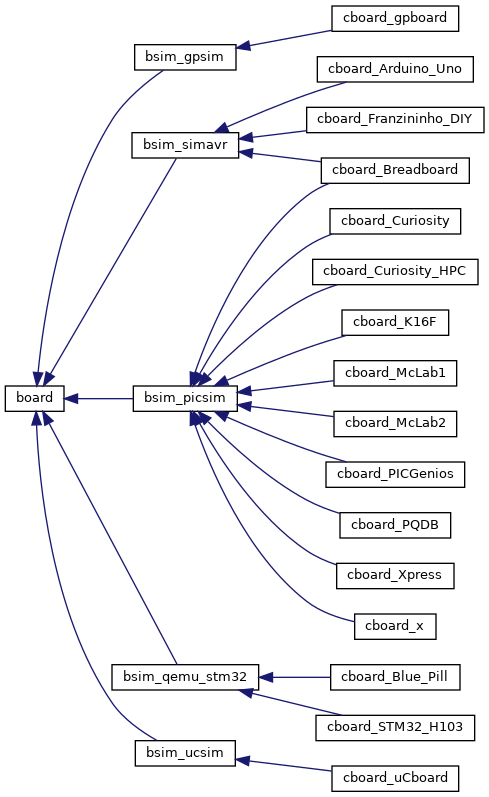 cboard_gpboard
bsim_gpsim
cboard_Arduino_Uno
cboard_Franzininho_DIY
bsim_simavr
cboard_Breadboard
cboard_Curiosity
cboard_Curiosity_HPC
cboard_K16F
cboard_McLab1
board
bsim_picsim
cboard_McLab2
cboard_PICGenios
cboard_PQDB
cboard_Xpress
cboard_x
bsim_qemu_stm32
cboard_Blue_Pill
cboard_STM32_H103
bsim_ucsim
cboard_uCboard